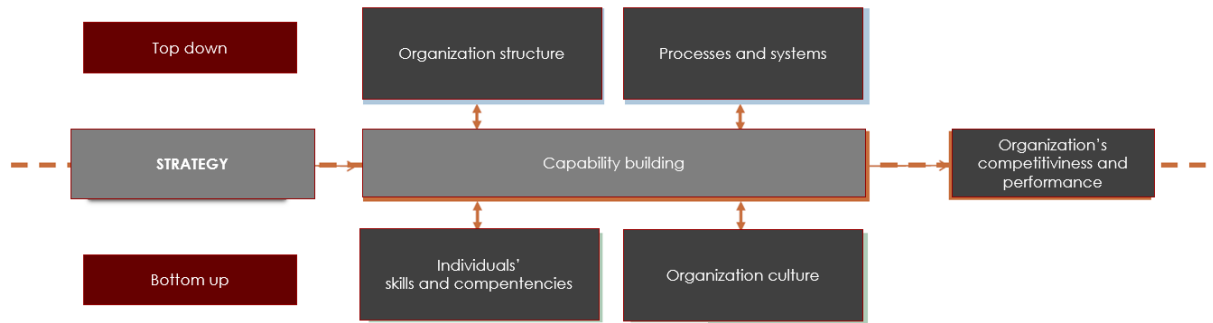 Top down
Organization structure
Processes and systems
STRATEGY
Capability building
Organization's
competitiviness and
performance
Bottom up
Individuals'
skills and compentencies
Organization culture